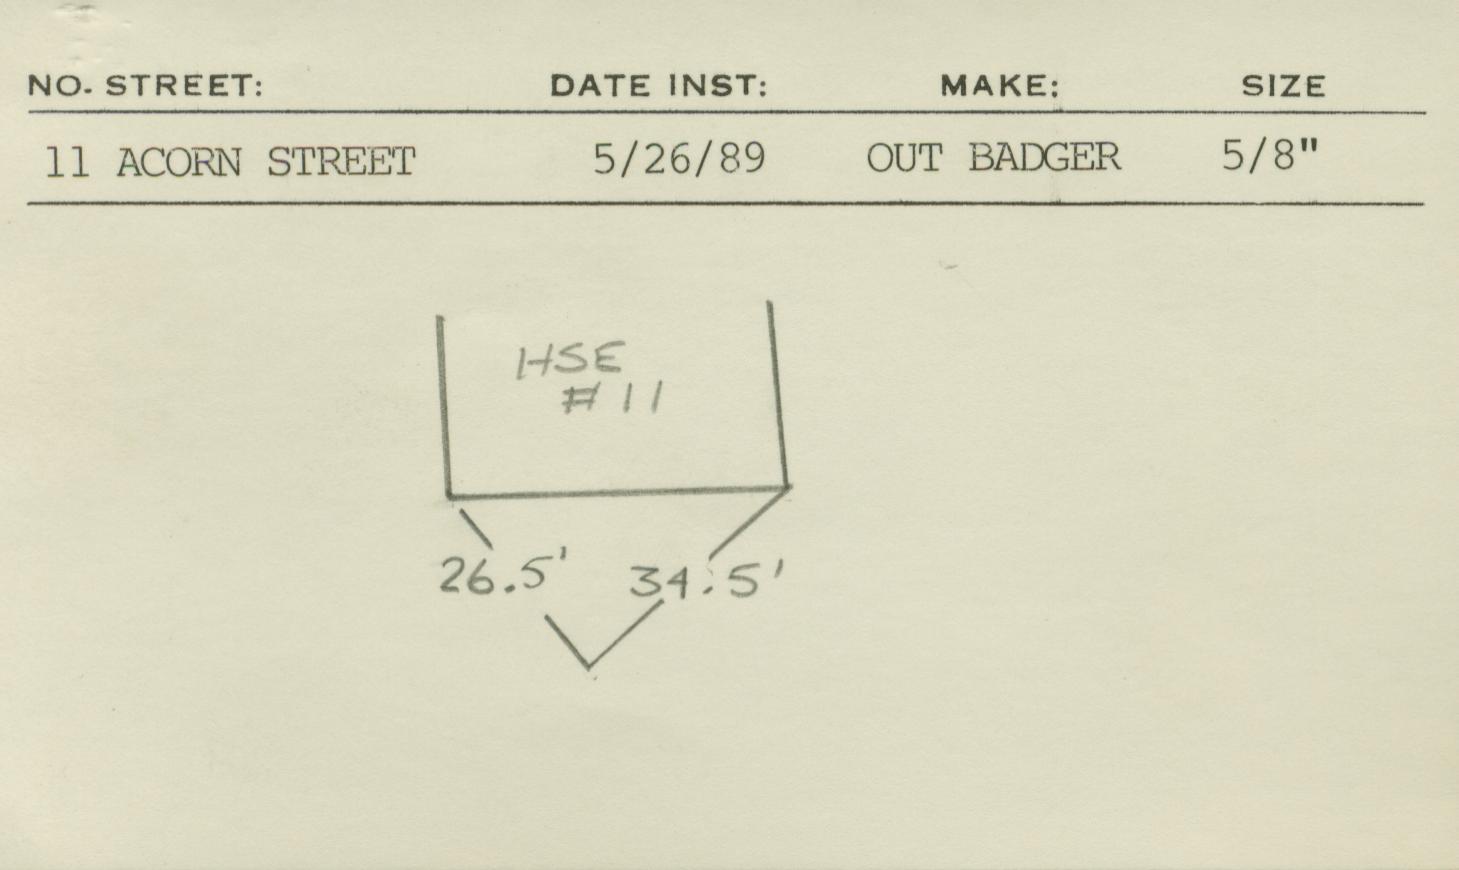 NO. STREET: DATE INST: MAKE: SIZE
11 ACORN STREET 5/26/89 OUT BADGER 5/8"
HSE
#11
26.5' 34.5'